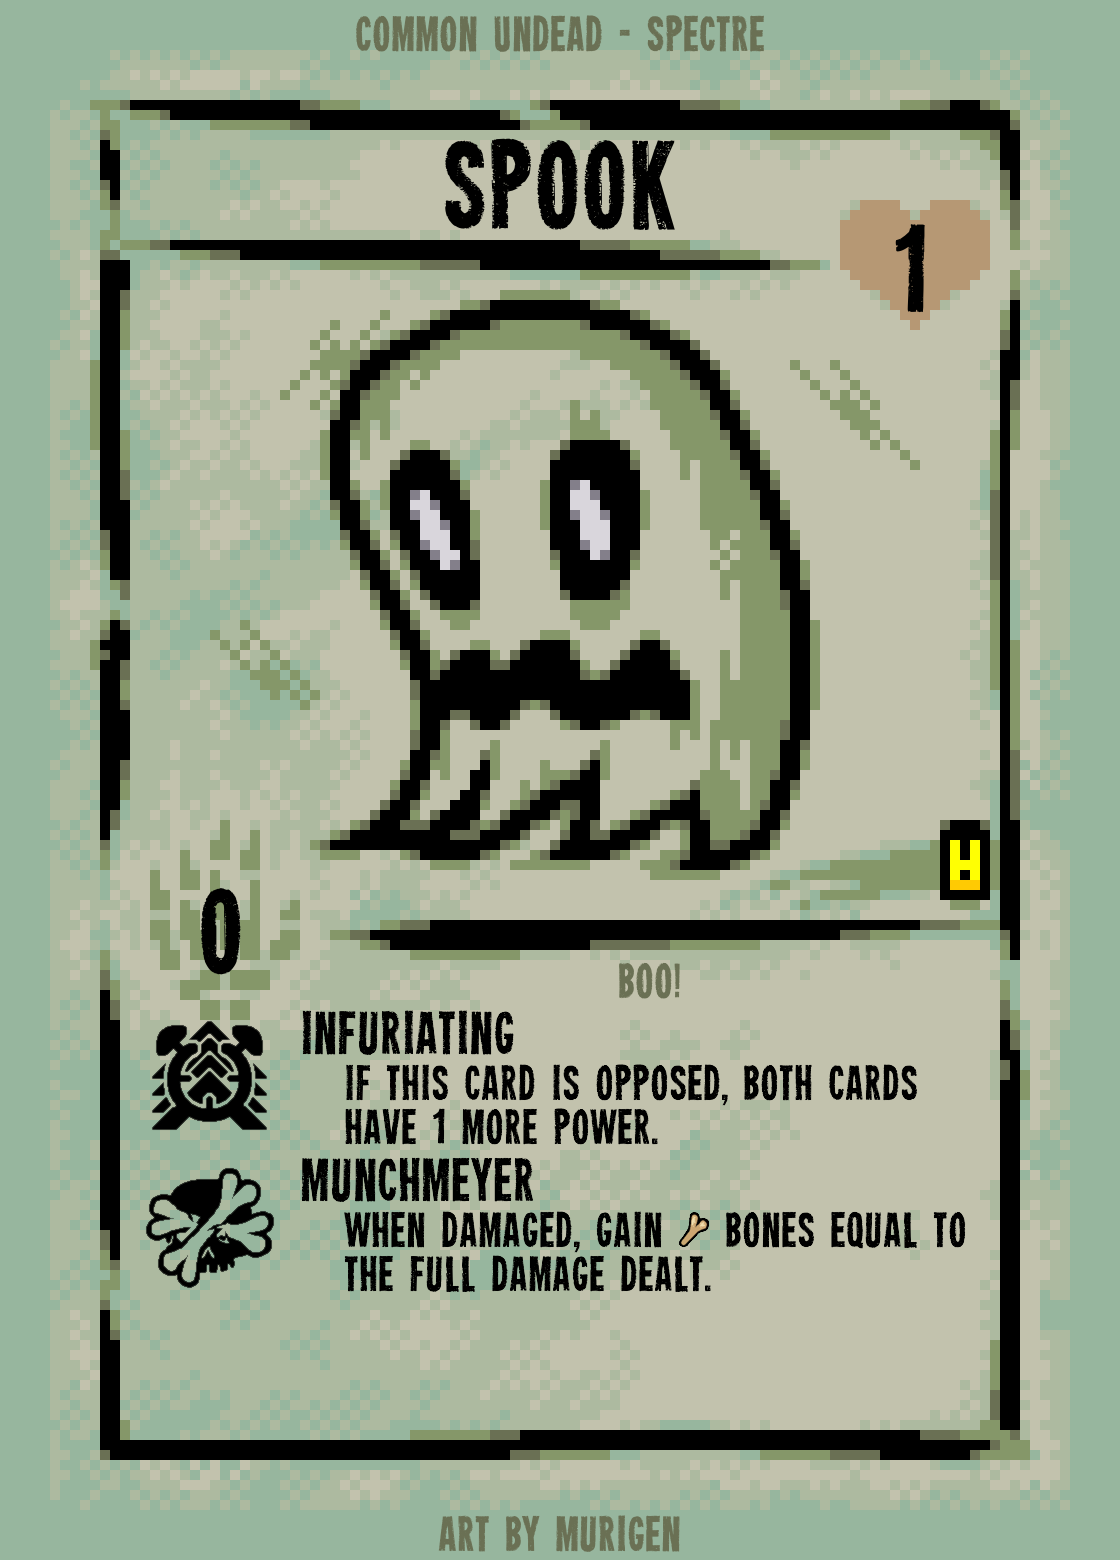 COMMON UNDEAD - SPECTRE
SPOOK
1
0
BOO!
INFURIATING
IF THIS CARD IS OPPOSED, BOTH CARDS
HAVE 1 MORE POWER.
MUNCHMEYER
WHEN DAMAGED, GAIN BONES EQUAL TO
THE FULL DAMAGE DEALT.
ART BY MURIGEN